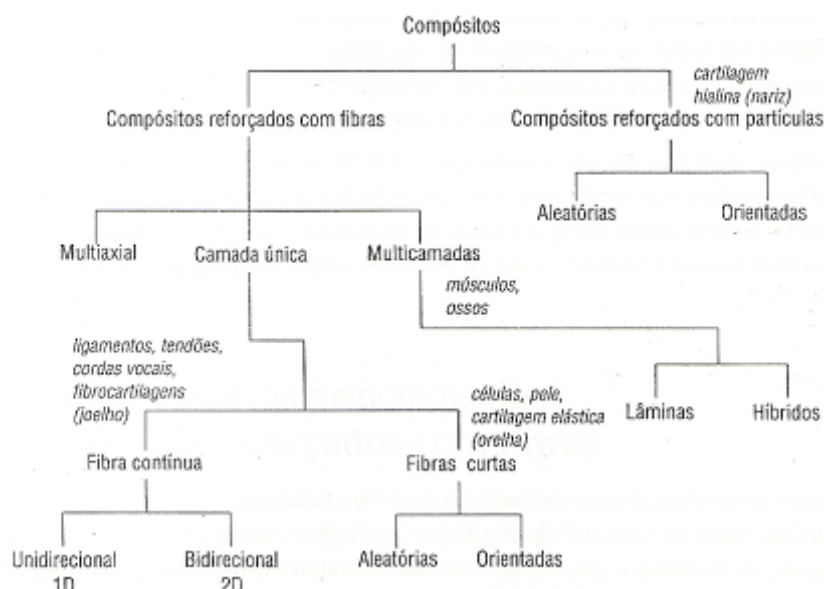 Compósitos
cartilagem
hialina (nariz)
Compósitos reforçados com fibras
Compósitos reforçados com partículas
Aleatórias
Orientadas
Multiaxial
Camada única
Multicamadas
músculos,
ossos
ligamentos, tendões,
cordas vocais,
fibrocartilagens
(joelho)
células, pele,
cartilagem elástica
(orelha)
Lâminas
Híbridos
Fibra contínua
Fibras curtas
Unidirecional
1D
Bidirecional
2D
Aleatórias
Orientadas